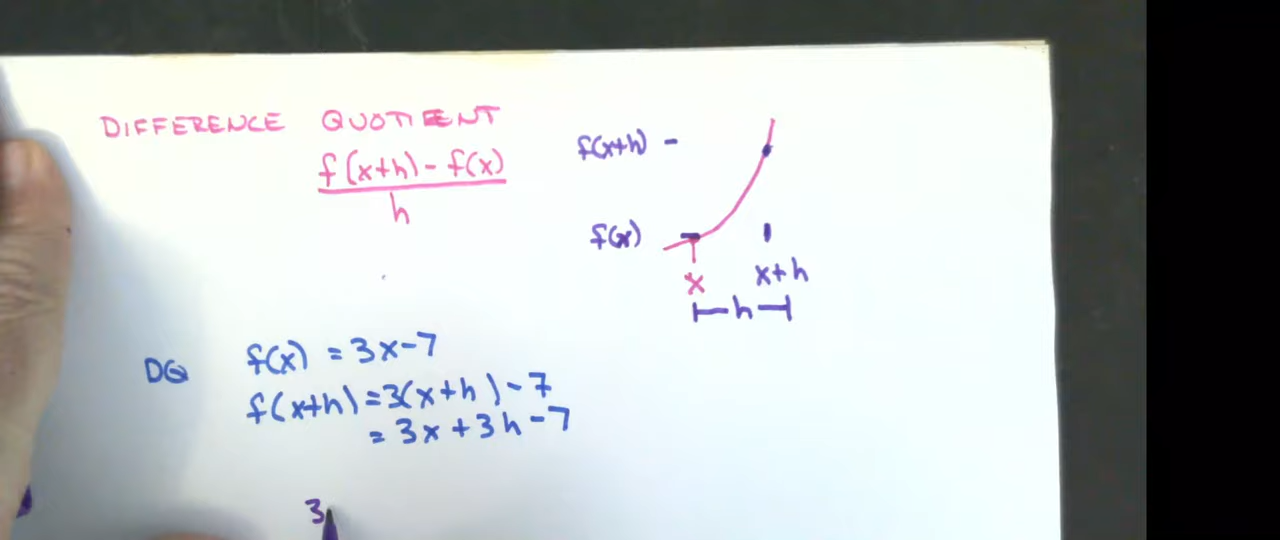 DIFFERENCE QUOTIENT
f(x+h) - f(x)
h
f(x+h) -
f(x)
x
x+h
h
DQ f(x) = 3x-7
f(x+h) = 3(x+h) - 7
= 3x + 3h - 7
3